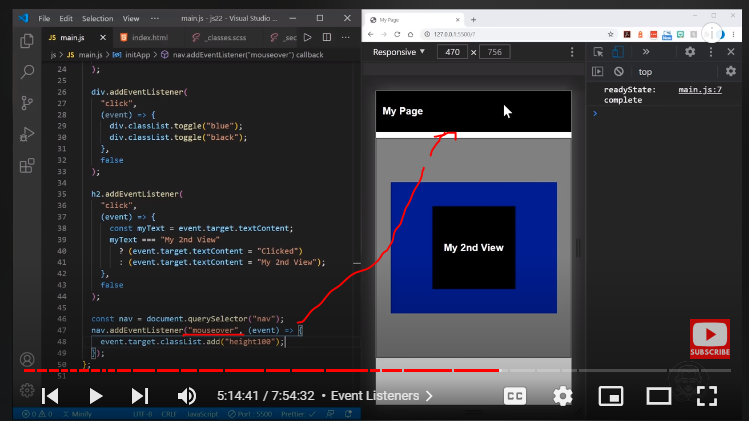 File Edit Selection View ··· main.js - js22 - Visual Studio ...
main.js
index.html
_classes.scss
_sec
js > main.js > initApp > nav.addEventListener("mouseover") callback
24 );
25
26 div.addEventListener(
27 "click",
28 (event) => {
29 div.classList.toggle("blue");
30 div.classList.toggle("black");
31 },
32 false
33 );
34
35 h2.addEventListener(
36 "click",
37 (event) => {
38 const myText = event.target.textContent;
39 myText === "My 2nd View"
40 ? (event.target.textContent = "Clicked")
41 : (event.target.textContent = "My 2nd View");
42 },
43 false
44 );
45
46 const nav = document.querySelector("nav");
47 nav.addEventListener("mouseover", (event) => {
48 event.target.classList.add("height100");
49 });
50 };
51
0 0 Minify UTF-8 CRLF JavaScript Port : 5500 Prettier
My Page
127.0.0.1:5500/?
Responsive 470 × 756
top
readyState: main.js:7
complete
My Page
My 2nd View
SUBSCRIBE
5:14:41 / 7:54:32 • Event Listeners >
CC